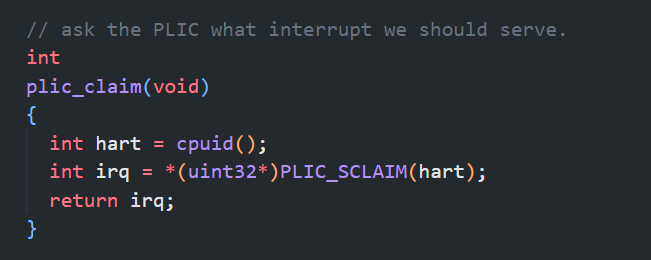 // ask the PLIC what interrupt we should serve.
int
plic_claim(void)
{
  int hart = cpuid();
  int irq = *(uint32*)PLIC_SCLAIM(hart);
  return irq;
}